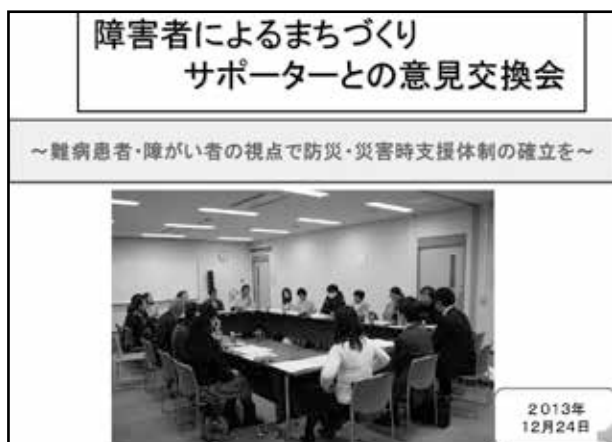 障害者によるまちづくり
サポーターとの意見交換会
~難病患者・障がい者の視点で防災・災害時支援体制の確立を~
2013年
12月24日